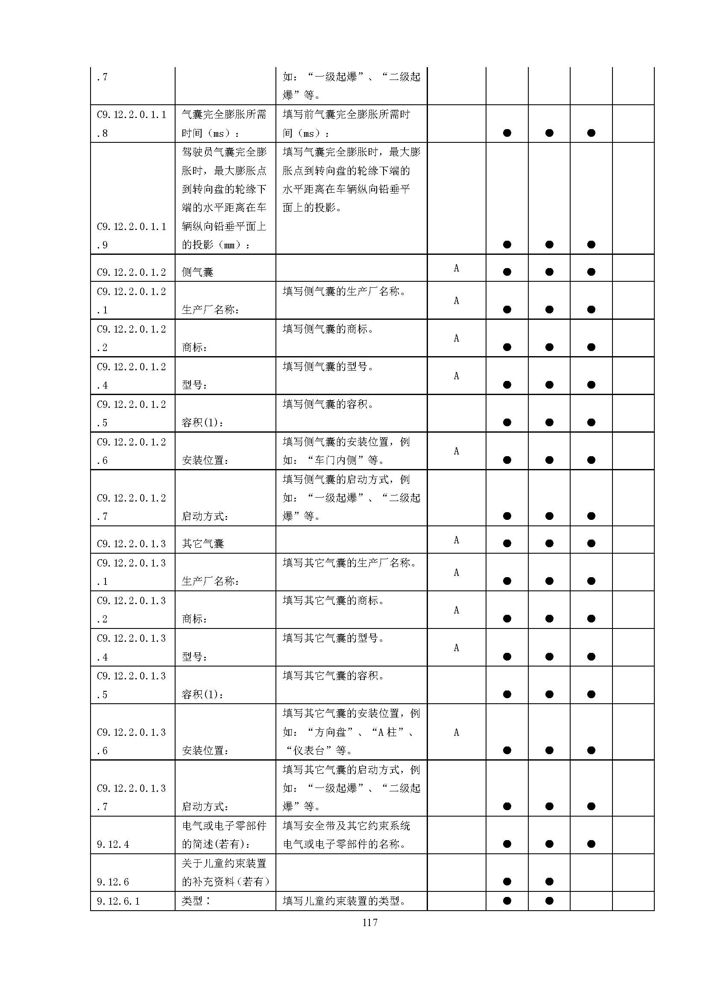 .7 如：“一级起爆”、“二级起
爆”等。
C9.12.2.0.1.1 气囊完全膨胀所需 填写前气囊完全膨胀所需时
.8 时间（ms）： 间（ms）： ● ● ●
驾驶员气囊完全膨 填写气囊完全膨胀时，最大膨
胀时，最大膨胀点 胀点到转向盘的轮缘下端的
到转向盘的轮缘下 水平距离在车辆纵向铅垂平
端的水平距离在车 面上的投影。
C9.12.2.0.1.1 辆纵向铅垂平面上
.9 的投影（mm）： ● ● ●
C9.12.2.0.1.2 侧气囊 A ● ● ●
C9.12.2.0.1.2 填写侧气囊的生产厂名称。
A
.1 生产厂名称： ● ● ●
C9.12.2.0.1.2 填写侧气囊的商标。
A
.2 商标： ● ● ●
C9.12.2.0.1.2 填写侧气囊的型号。
A
.4 型号： ● ● ●
C9.12.2.0.1.2 填写侧气囊的容积。
.5 容积(l)： ● ● ●
C9.12.2.0.1.2 填写侧气囊的安装位置，例
A
.6 安装位置： 如：“车门内侧”等。 ● ● ●
填写侧气囊的启动方式，例
C9.12.2.0.1.2 如：“一级起爆”、“二级起
.7 启动方式： 爆”等。 ● ● ●
C9.12.2.0.1.3 其它气囊 A ● ● ●
C9.12.2.0.1.3 填写其它气囊的生产厂名称。
A
.1 生产厂名称： ● ● ●
C9.12.2.0.1.3 填写其它气囊的商标。
A
.2 商标： ● ● ●
C9.12.2.0.1.3 填写其它气囊的型号。
A
.4 型号： ● ● ●
C9.12.2.0.1.3 填写其它气囊的容积。
.5 容积(l)： ● ● ●
填写其它气囊的安装位置，例
C9.12.2.0.1.3 如：“方向盘”、“A 柱”、 A
.6 安装位置： “仪表台”等。 ● ● ●
填写其它气囊的启动方式，例
C9.12.2.0.1.3 如：“一级起爆”、“二级起
.7 启动方式： 爆”等。 ● ● ●
电气或电子零部件 填写安全带及其它约束系统
9.12.4 的简述(若有)： 电气或电子零部件的名称。 ● ● ●
关于儿童约束装置
9.12.6 的补充资料（若有） ● ●
9.12.6.1 类型： 填写儿童约束装置的类型。 ● ●
117